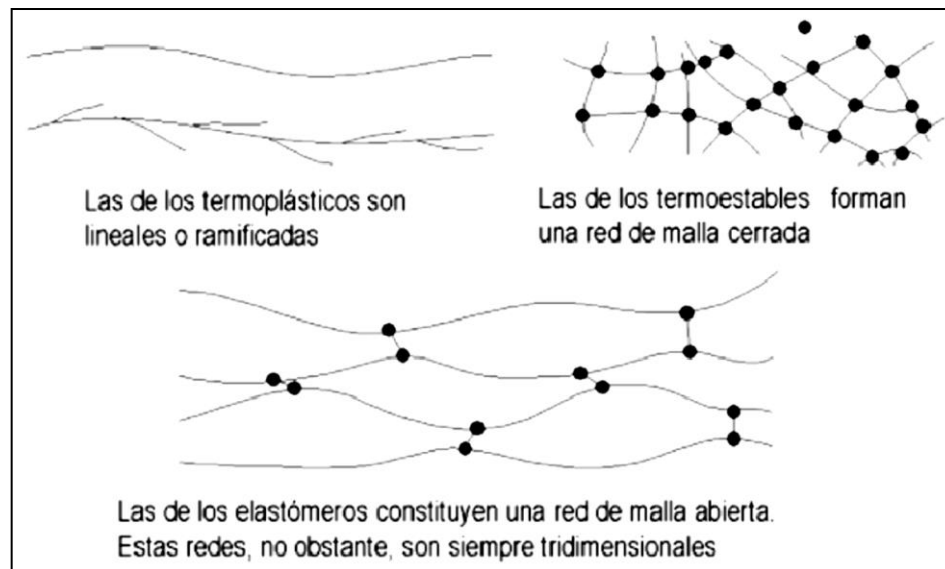 Las de los termoplásticos son
lineales o ramificadas
Las de los termoestables forman
una red de malla cerrada
Las de los elastómeros constituyen una red de malla abierta.
Estas redes, no obstante, son siempre tridimensionales